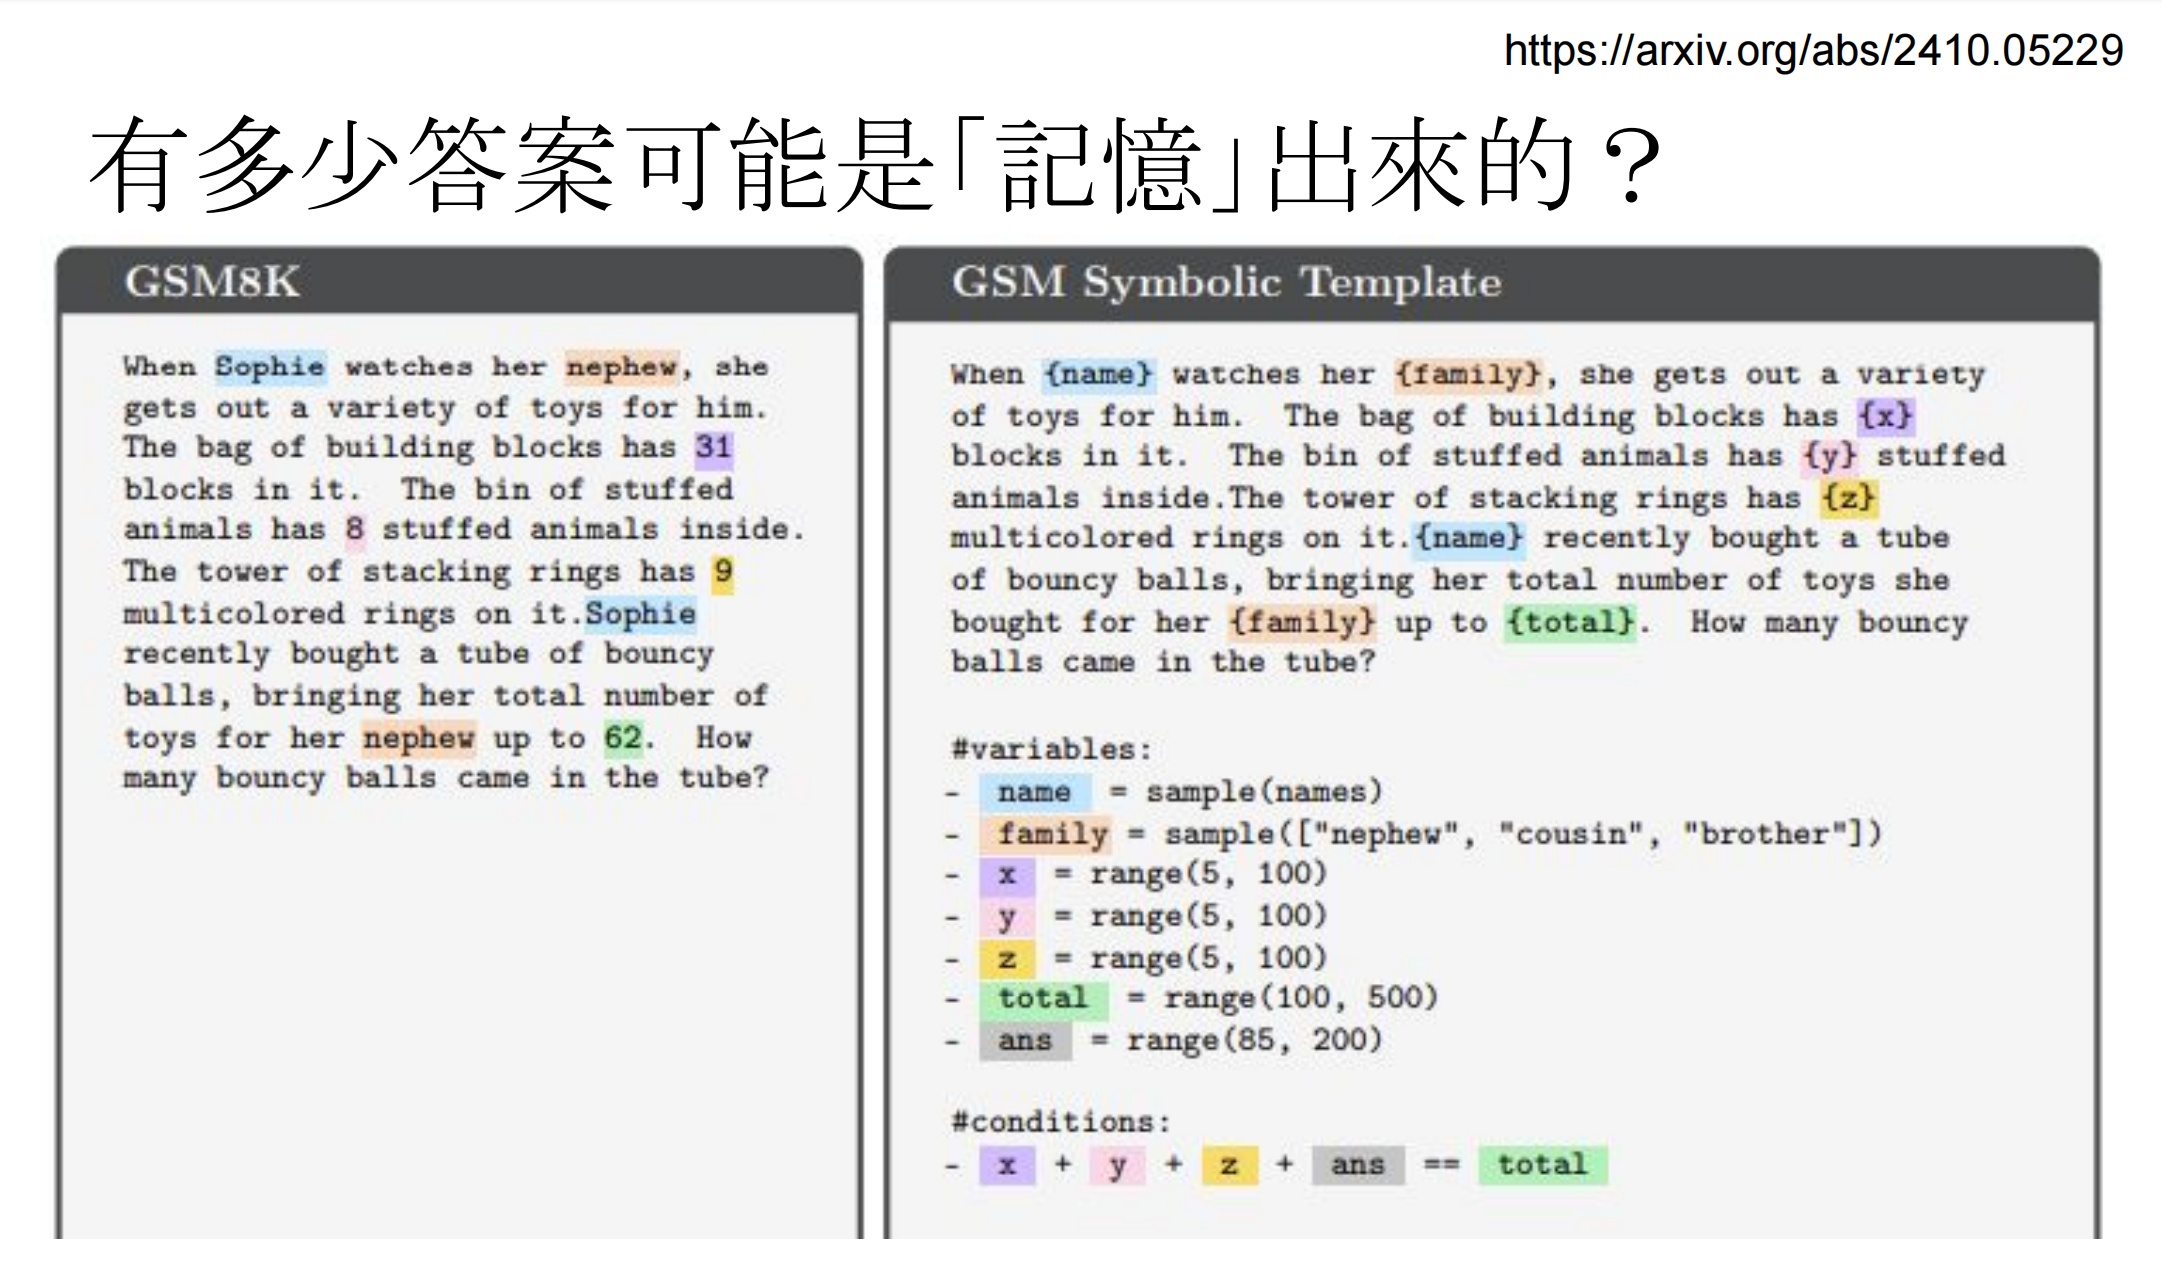 https://arxiv.org/abs/2410.05229
有多少答案可能是「記憶」出來的？
GSM8K
When Sophie watches her nephew, she
gets out a variety of toys for him.
The bag of building blocks has 31
blocks in it. The bin of stuffed
animals has 8 stuffed animals inside.
The tower of stacking rings has 9
multicolored rings on it.Sophie
recently bought a tube of bouncy
balls, bringing her total number of
toys for her nephew up to 62. How
many bouncy balls came in the tube?
GSM Symbolic Template
When {name} watches her {family}, she gets out a variety
of toys for him. The bag of building blocks has {x}
blocks in it. The bin of stuffed animals has {y} stuffed
animals inside.The tower of stacking rings has {z}
multicolored rings on it.{name} recently bought a tube
of bouncy balls, bringing her total number of toys she
bought for her {family} up to {total}. How many bouncy
balls came in the tube?
#variables:
- name = sample(names)
- family = sample(["nephew", "cousin", "brother"])
- x = range(5, 100)
- y = range(5, 100)
- z = range(5, 100)
- total = range(100, 500)
- ans = range(85, 200)
#conditions:
- x + y + z + ans == total